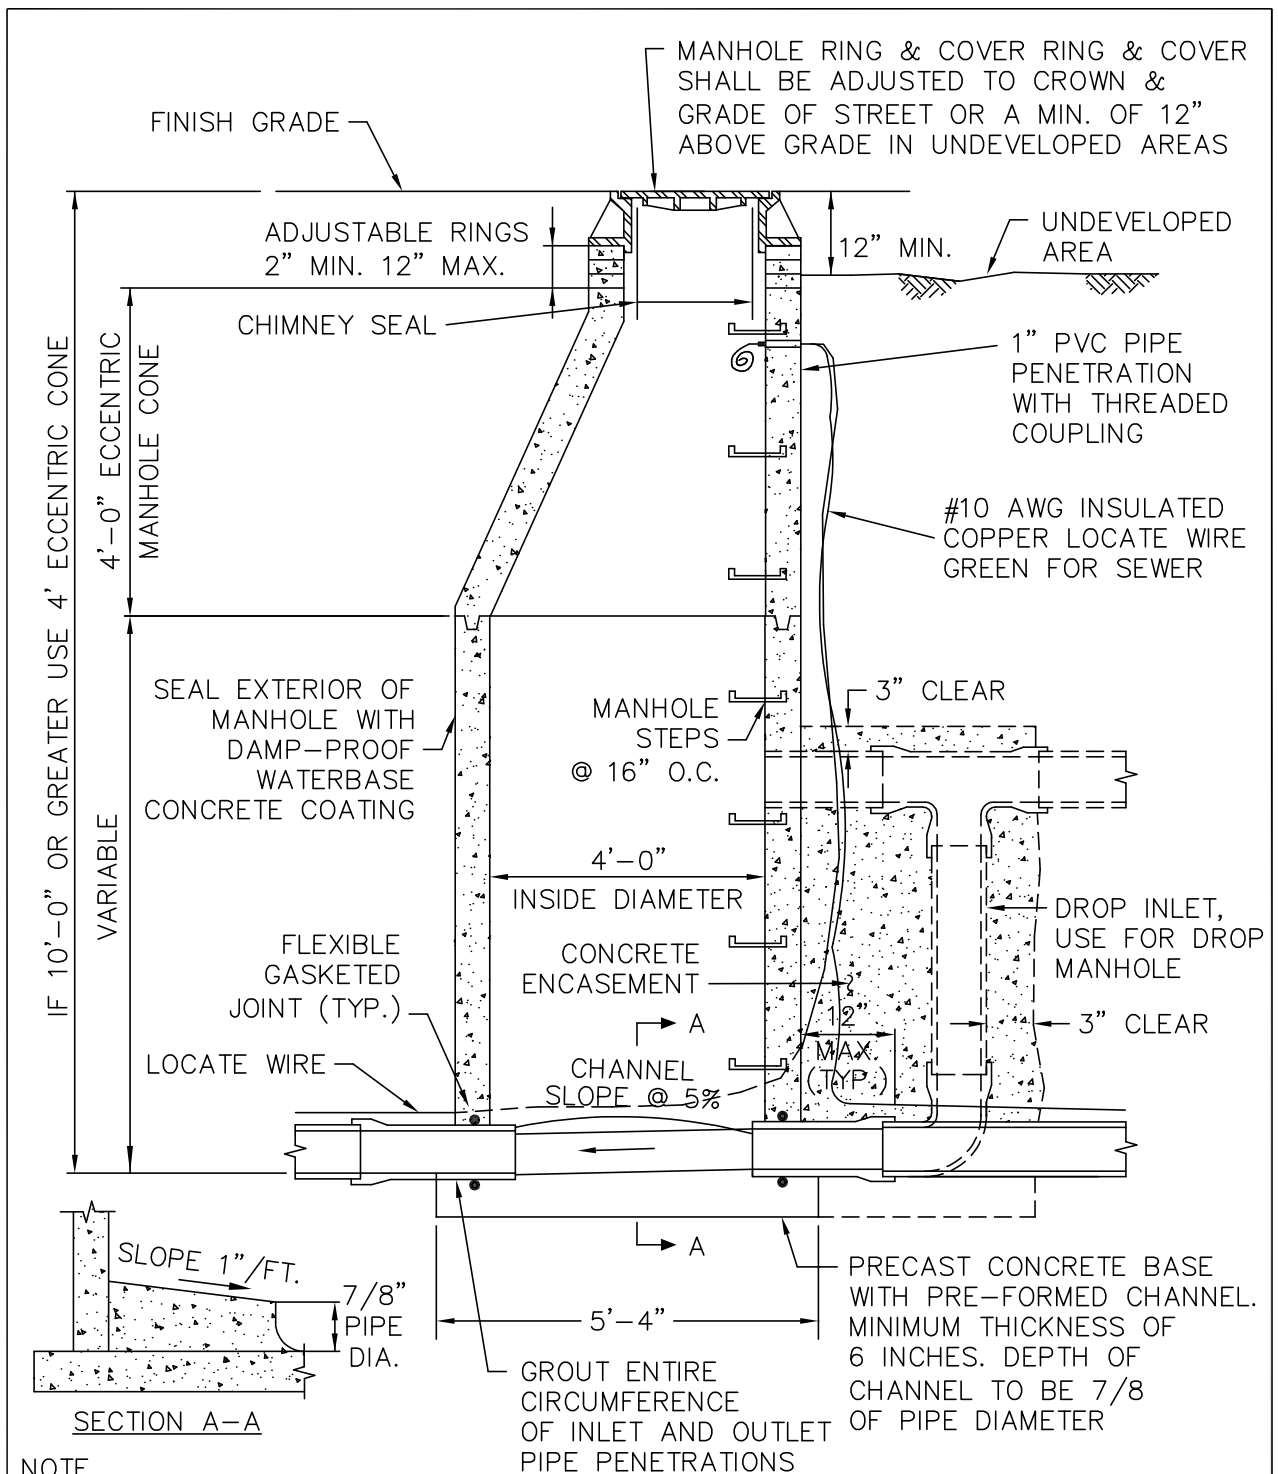 MANHOLE RING & COVER RING & COVER
SHALL BE ADJUSTED TO CROWN &
GRADE OF STREET OR A MIN. OF 12"
ABOVE GRADE IN UNDEVELOPED AREAS
FINISH GRADE
ADJUSTABLE RINGS
2" MIN. 12" MAX.
12" MIN.
UNDEVELOPED
AREA
CHIMNEY SEAL
1" PVC PIPE
PENETRATION
WITH THREADED
COUPLING
IF 10'-0" OR GREATER USE 4' ECCENTRIC CONE
4'-0" ECCENTRIC
MANHOLE CONE
#10 AWG INSULATED
COPPER LOCATE WIRE
GREEN FOR SEWER
SEAL EXTERIOR OF
MANHOLE WITH
DAMP-PROOF
WATERBASE
CONCRETE COATING
MANHOLE
STEPS
@ 16" O.C.
3" CLEAR
VARIABLE
4'-0"
INSIDE DIAMETER
DROP INLET,
USE FOR DROP
MANHOLE
FLEXIBLE
GASKETED
JOINT (TYP.)
CONCRETE
ENCASEMENT
12"
MAX.
(TYP.)
3" CLEAR
A
LOCATE WIRE
CHANNEL
SLOPE @ 5%
A
SLOPE 1"/FT.
7/8"
PIPE
DIA.
SECTION A-A
5'-4"
PRECAST CONCRETE BASE
WITH PRE-FORMED CHANNEL.
MINIMUM THICKNESS OF
6 INCHES. DEPTH OF
CHANNEL TO BE 7/8
OF PIPE DIAMETER
GROUT ENTIRE
CIRCUMFERENCE
OF INLET AND OUTLET
PIPE PENETRATIONS
NOTE